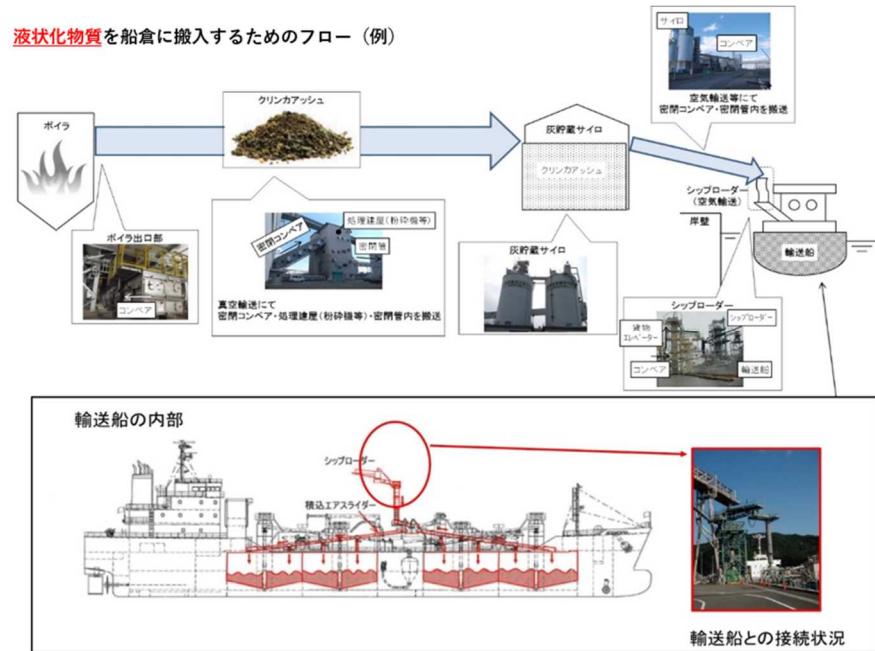 液状化物質を船倉に搬入するためのフロー（例）
ボイラ
クリンカアッシュ
灰貯蔵サイロ
クリンカアッシュ
サイロ
コンベア
空気輸送等にて
密閉コンベア・密閉管内を搬送
シップローダー
（空気輸送）
岸壁
輸送船
ボイラ出口部
コンベア
密閉コンベア
処理建屋（粉砕機等）
密閉管
真空輸送にて
密閉コンベア・処理建屋（粉砕機等）・密閉管内を搬送
灰貯蔵サイロ
シップローダー
貨物
エレベーター
シップローダー
コンベア
輸送船
輸送船の内部
シップローダー
積込エアスライダー
輸送船との接続状況